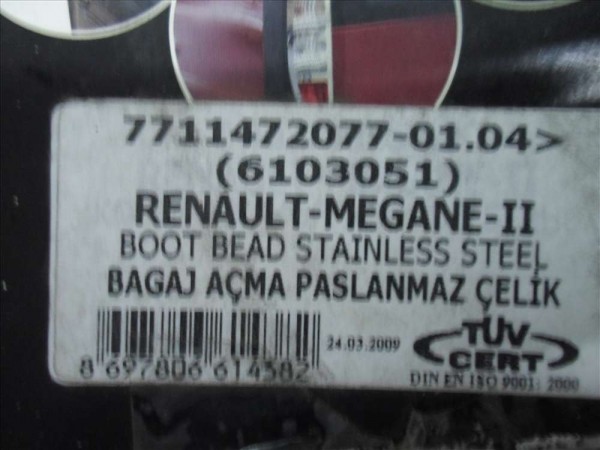 7711472077-01.04>
(6103051)
RENAULT-MEGANE-II
BOOT BEAD STAINLESS STEEL
BAGAJ AÇMA PASLANMAZ ÇELİK
24.03.2009
TÜV
CERT
8 697806 614382
DIN EN ISO 9001: 2000